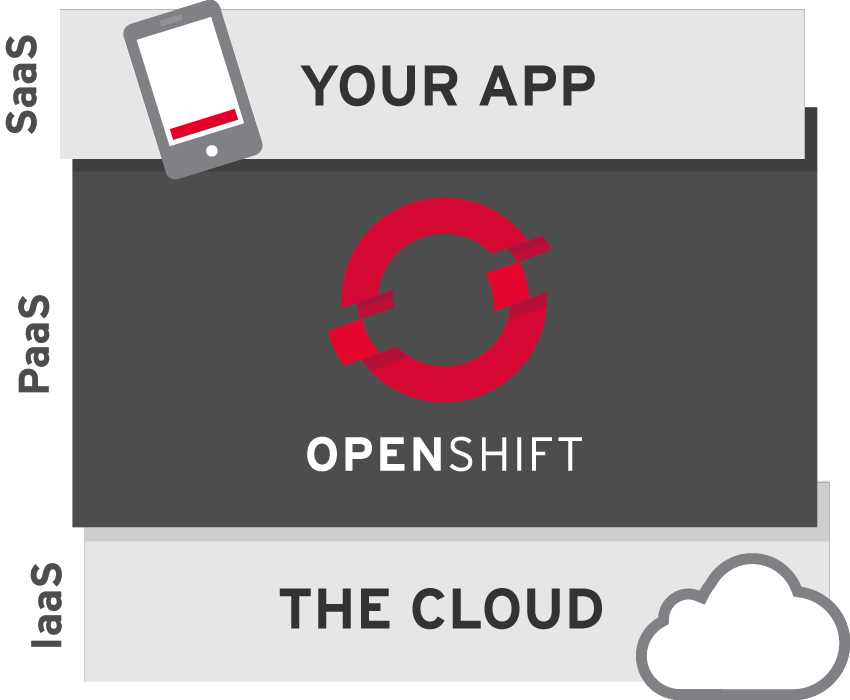 SaaS
YOUR APP
PaaS
OPENSHIFT
IaaS
THE CLOUD